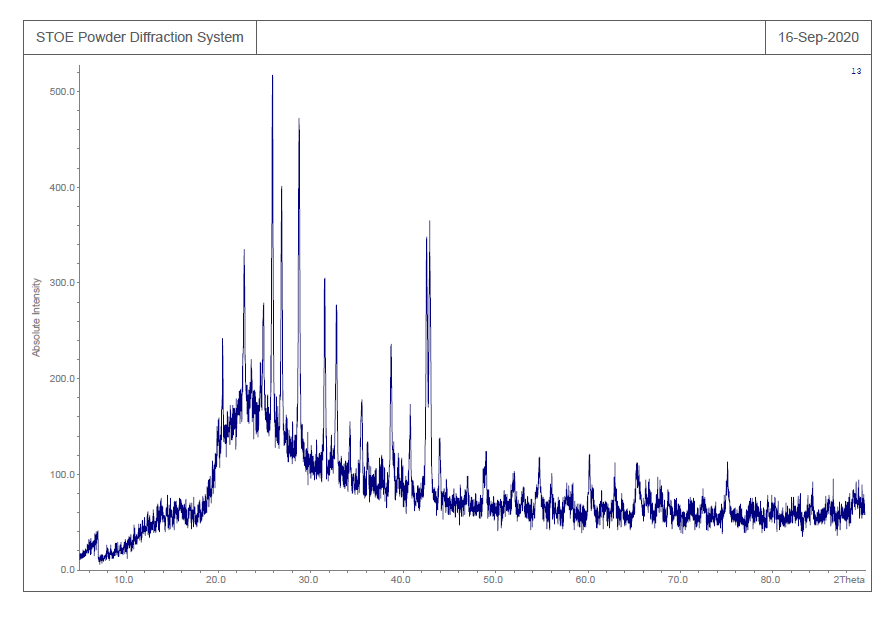 STOE Powder Diffraction System
16-Sep-2020
13
500.0
400.0
300.0
200.0
100.0
0.0
Absolute Intensity
10.0 20.0 30.0 40.0 50.0 60.0 70.0 80.0 2Theta